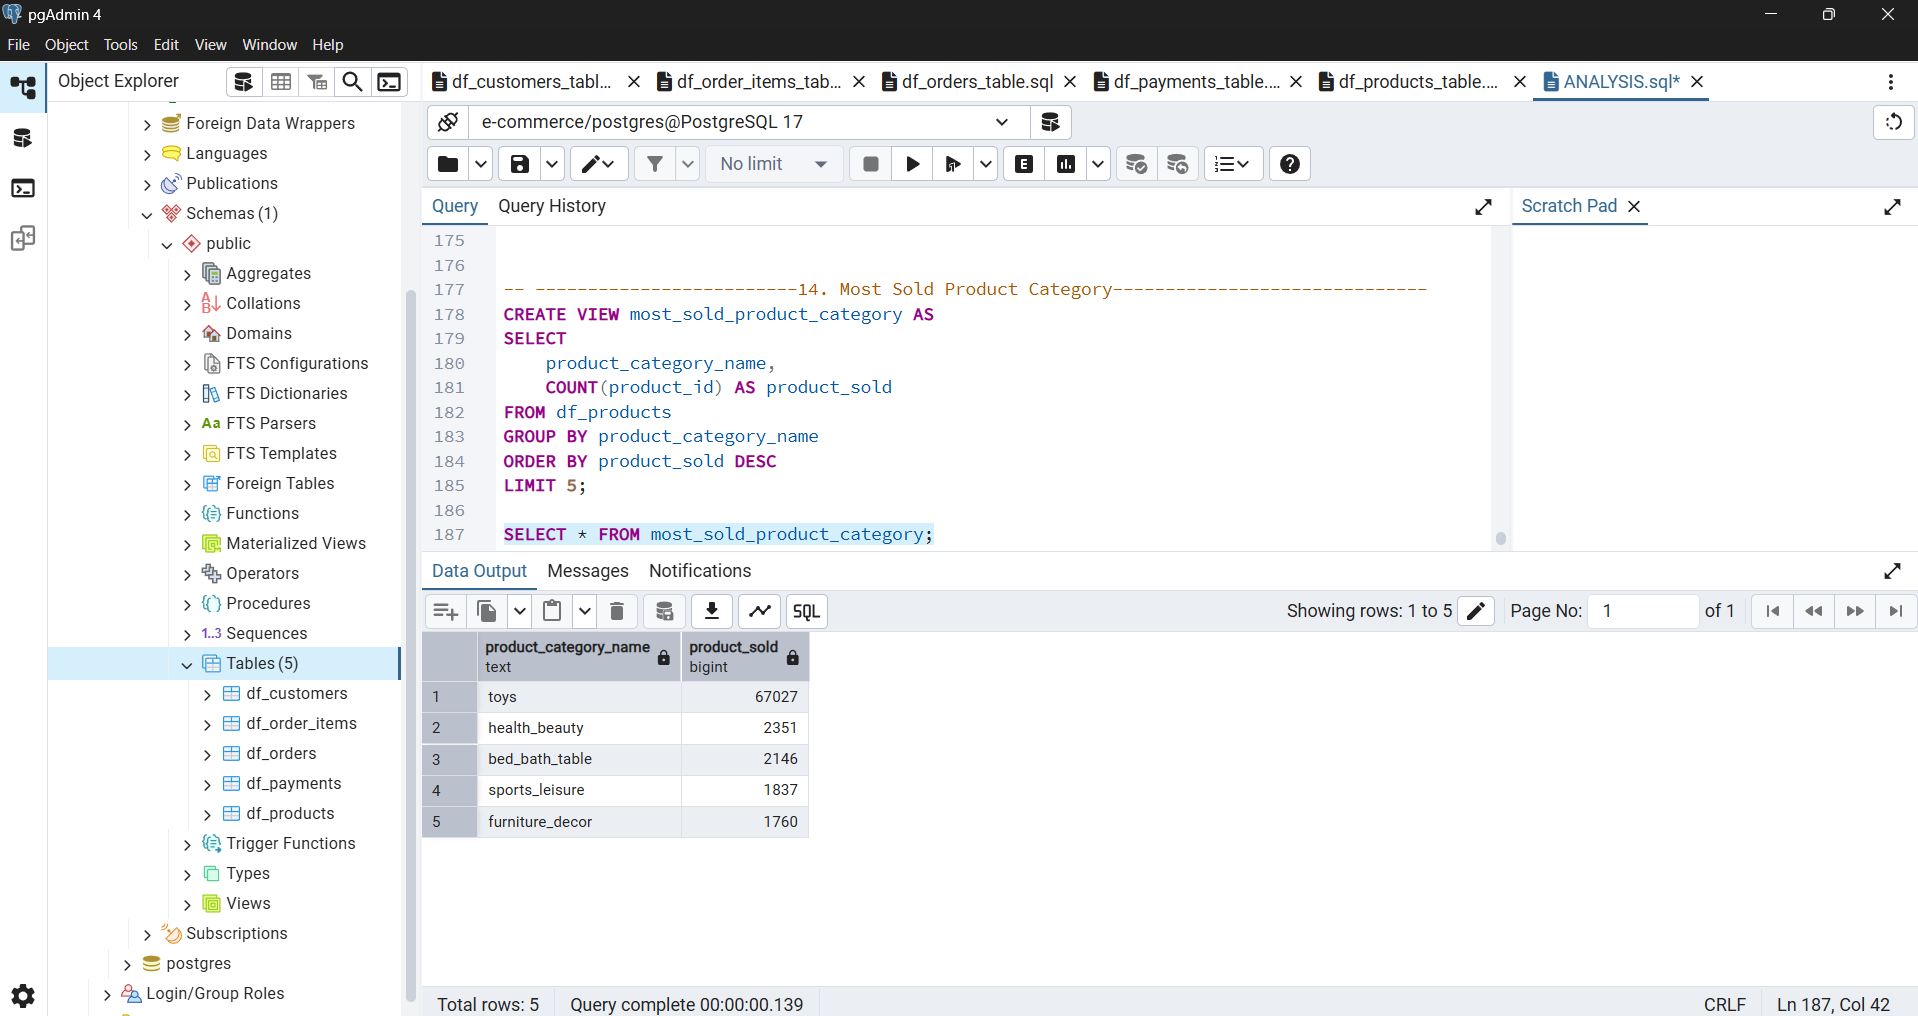 pgAdmin 4
File Object Tools Edit View Window Help
Object Explorer
df_customers_tabl... df_order_items_tab... df_orders_table.sql df_payments_table.... df_products_table.... ANALYSIS.sql*
e-commerce/postgres@PostgreSQL 17
No limit
Query Query History
Scratch Pad
Foreign Data Wrappers
Languages
Publications
Schemas (1)
public
Aggregates
Collations
Domains
FTS Configurations
FTS Dictionaries
Aa FTS Parsers
FTS Templates
Foreign Tables
Functions
Materialized Views
Operators
Procedures
1..3 Sequences
Tables (5)
df_customers
df_order_items
df_orders
df_payments
df_products
Trigger Functions
Types
Views
Subscriptions
postgres
Login/Group Roles
175
176
177 -- -------------------------14. Most Sold Product Category------------------------------
178 CREATE VIEW most_sold_product_category AS
179 SELECT
180 product_category_name,
181 COUNT(product_id) AS product_sold
182 FROM df_products
183 GROUP BY product_category_name
184 ORDER BY product_sold DESC
185 LIMIT 5;
186
187 SELECT * FROM most_sold_product_category;
Data Output Messages Notifications
SQL
Showing rows: 1 to 5 Page No: 1 of 1
product_category_name product_sold
text bigint
1 toys 67027
2 health_beauty 2351
3 bed_bath_table 2146
4 sports_leisure 1837
5 furniture_decor 1760
Total rows: 5 Query complete 00:00:00.139 CRLF Ln 187, Col 42